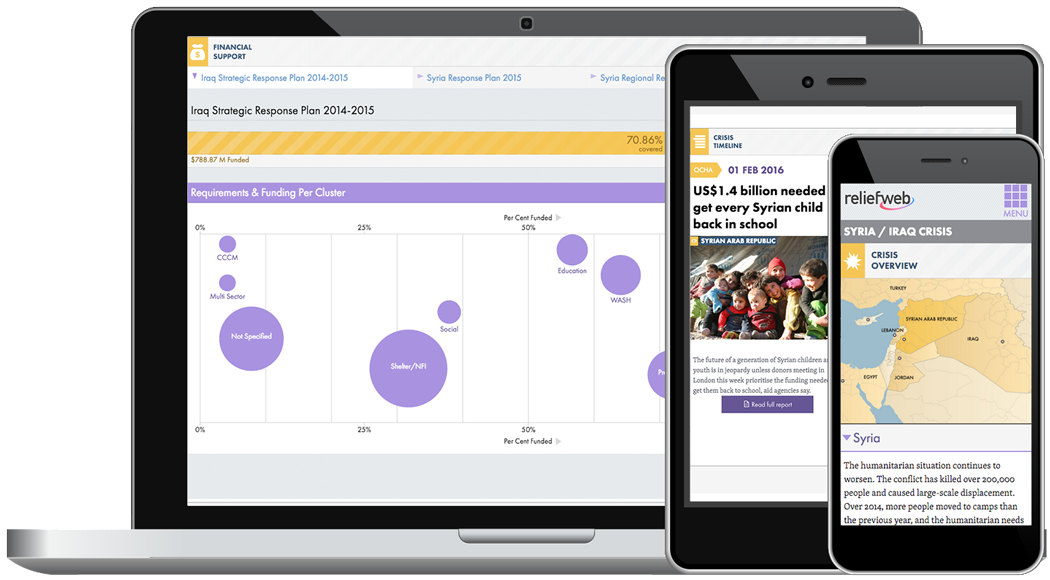 FINANCIAL
SUPPORT
Iraq Strategic Response Plan 2014-2015
Syria Response Plan 2015
Syria Regional Re
Iraq Strategic Response Plan 2014-2015
70.86%
covered
$788.87 M Funded
Requirements & Funding Per Cluster
Per Cent Funded
0%
25%
50%
CCCM
Multi Sector
Not Specified
Shelter/NFI
Social
Education
WASH
Pr
0%
25%
50%
Per Cent Funded
CRISIS
TIMELINE
OCHA
01 FEB 2016
US$1.4 billion needed
get every Syrian child
back in school
SYRIAN ARAB REPUBLIC
The future of a generation of Syrian children a
youth is in jeopardy unless donors meeting in
London this week prioritise the funding neede
get them back to school, aid agencies say.
Read full report
reliefweb
MENU
SYRIA / IRAQ CRISIS
CRISIS
OVERVIEW
TURKEY
SYRIAN ARAB REPUBLIC
LEBANON
IRAQ
EGYPT
JORDAN
Syria
The humanitarian situation continues to
worsen. The conflict has killed over 200,000
people and caused large-scale displacement.
Over 2014, more people moved to camps than
the previous year, and the humanitarian needs